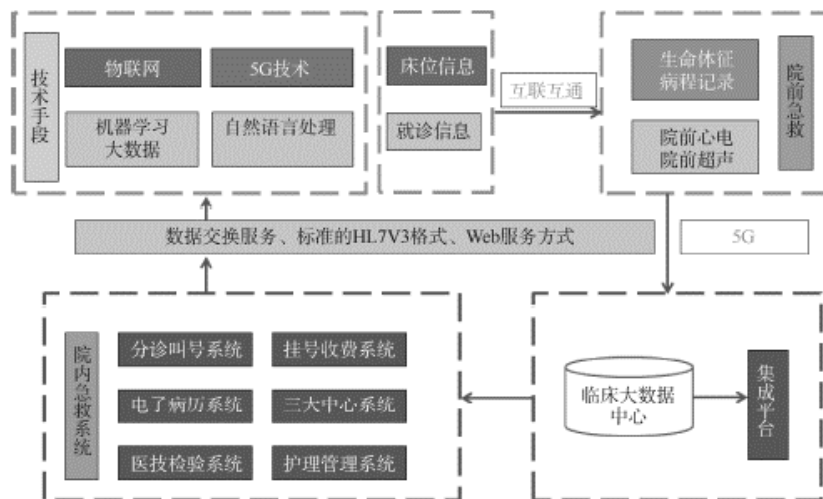 技术手段
物联网
5G技术
机器学习
大数据
自然语言处理
床位信息
就诊信息
互联互通
生命体征
病程记录
院前心电
院前超声
院前急救
数据交换服务、标准的HL7V3格式、Web服务方式
5G
院内急救系统
分诊叫号系统
挂号收费系统
电了病历系统
三大中心系统
医技检验系统
护理管理系统
临床大数据
中心
集成平台